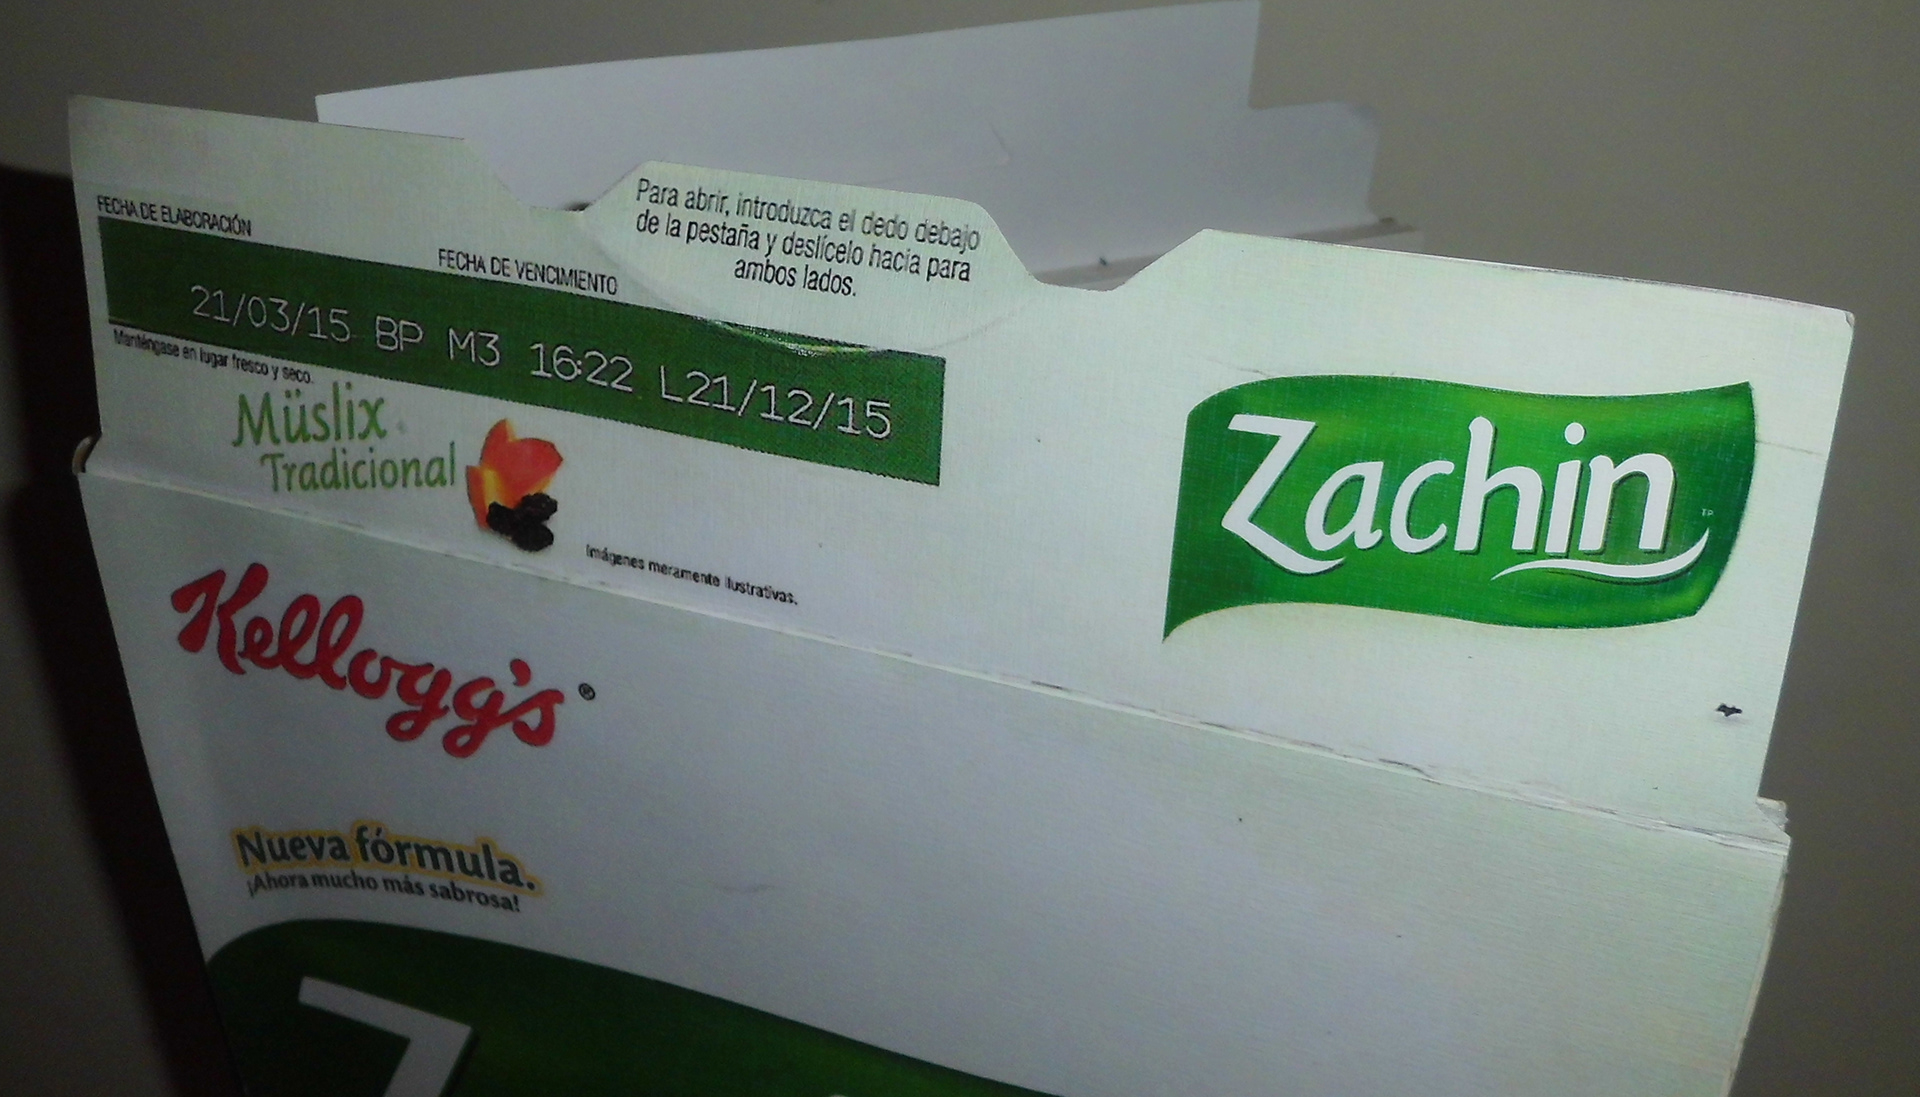 Para abrir, introduzca el dedo debajo
de la pestaña y deslícelo hacia para
ambos lados.
FECHA DE ELABORACIÓN
FECHA DE VENCIMIENTO
21/03/15 BP M3 16:22 L21/12/15
Manténgase en lugar fresco y seco.
Müslix
Tradicional
Imágenes meramente ilustrativas.
Zachin
Kellogg's®
Nueva fórmula.
¡Ahora mucho más sabrosa!
Z